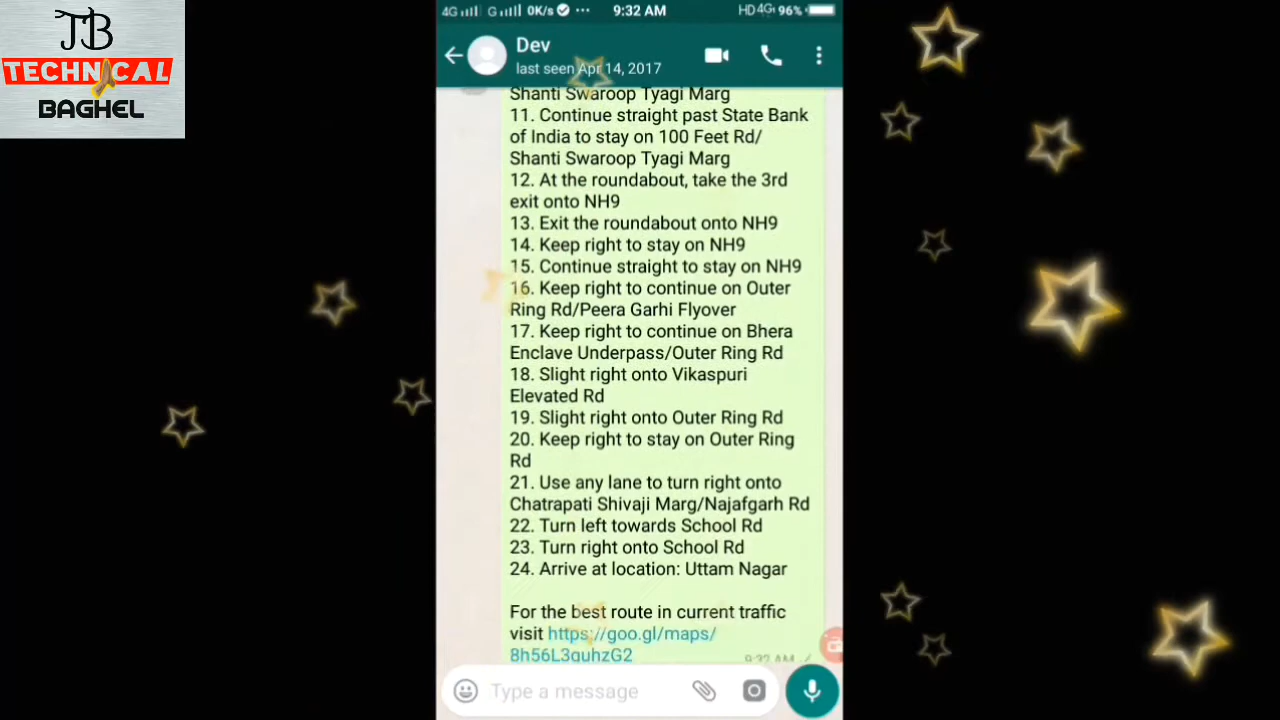 JB
TECHNICAL
BAGHEL
4G G 0K/s ... 9:32 AM HD 4G 96%
Dev
last seen Apr 14, 2017
Shanti Swaroop Tyagi Marg
11. Continue straight past State Bank
of India to stay on 100 Feet Rd/
Shanti Swaroop Tyagi Marg
12. At the roundabout, take the 3rd
exit onto NH9
13. Exit the roundabout onto NH9
14. Keep right to stay on NH9
15. Continue straight to stay on NH9
16. Keep right to continue on Outer
Ring Rd/Peera Garhi Flyover
17. Keep right to continue on Bhera
Enclave Underpass/Outer Ring Rd
18. Slight right onto Vikaspuri
Elevated Rd
19. Slight right onto Outer Ring Rd
20. Keep right to stay on Outer Ring
Rd
21. Use any lane to turn right onto
Chatrapati Shivaji Marg/Najafgarh Rd
22. Turn left towards School Rd
23. Turn right onto School Rd
24. Arrive at location: Uttam Nagar
For the best route in current traffic
visit https://goo.gl/maps/
8h56L3quhzG2
9:32 AM
Type a message